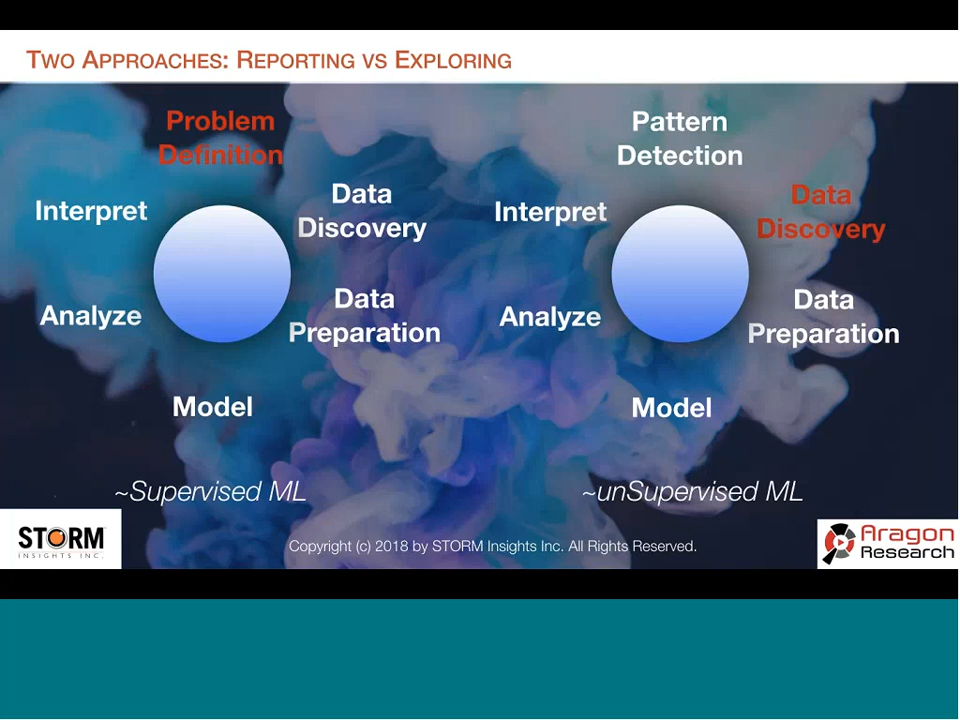 TWO APPROACHES: REPORTING VS EXPLORING
Problem
Definition
Data
Discovery
Data
Preparation
Model
Analyze
Interpret
~Supervised ML
Pattern
Detection
Data
Discovery
Data
Preparation
Model
Analyze
Interpret
~unSupervised ML
STORM
INSIGHTS INC.
Copyright (c) 2018 by STORM Insights Inc. All Rights Reserved.
Aragon
Research